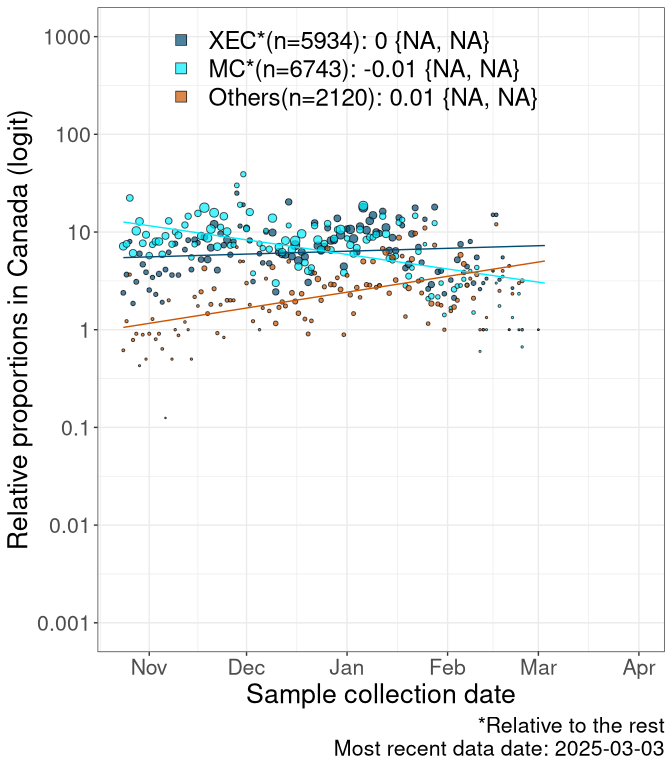 XEC*(n=5934): 0 {NA, NA}
MC*(n=6743): -0.01 {NA, NA}
Others(n=2120): 0.01 {NA, NA}
Relative proportions in Canada (logit)
1000
100
10
1
0.1
0.01
0.001
Nov Dec Jan Feb Mar Apr
Sample collection date
*Relative to the rest
Most recent data date: 2025-03-03